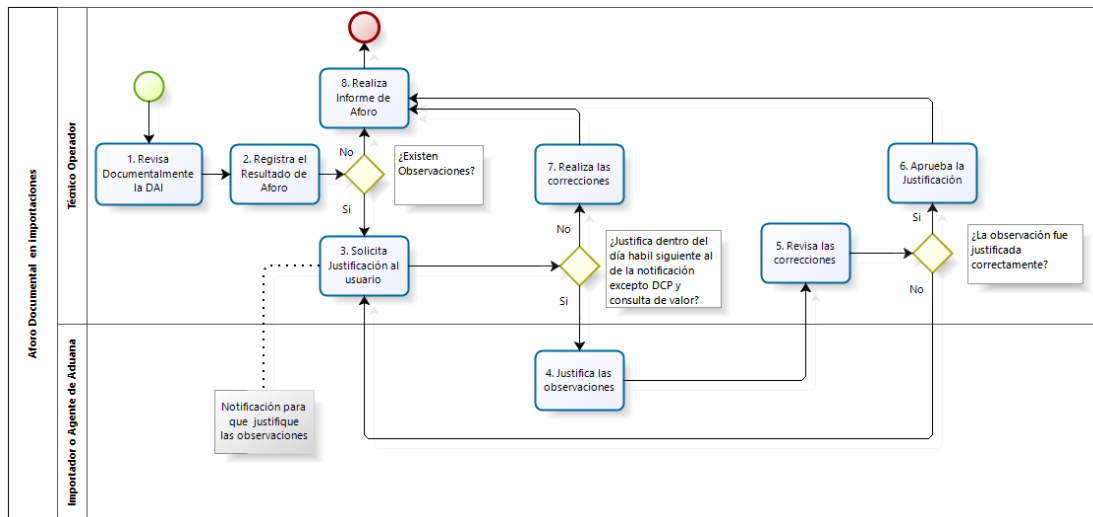 Aforo Documental en importaciones
Técnico Operador
Importador o Agente de Aduana
8. Realiza
Informe de
Aforo
1. Revisa
Documentalmente
la DAI
2. Registra el
Resultado de
Aforo
No
Si
¿Existen
Observaciones?
3. Solicita
Justificación al
usuario
7. Realiza las
correcciones
No
Si
¿Justifica dentro del
día habil siguiente al
de la notificación
excepto DCP y
consulta de valor?
6. Aprueba la
Justificación
5. Revisa las
correcciones
Si
No
¿La observación fue
justificada
correctamente?
4. Justifica las
observaciones
Notificación para
que justifique
las observaciones